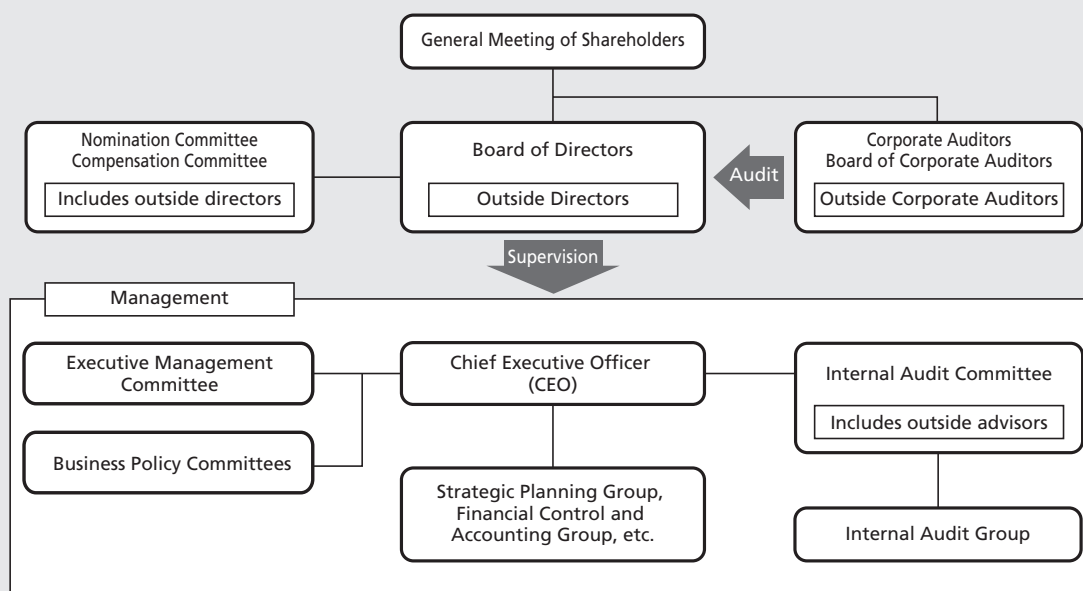 General Meeting of Shareholders
Nomination Committee
Compensation Committee
Includes outside directors
Board of Directors
Outside Directors
Audit
Corporate Auditors
Board of Corporate Auditors
Outside Corporate Auditors
Supervision
Management
Executive Management
Committee
Business Policy Committees
Chief Executive Officer
(CEO)
Strategic Planning Group,
Financial Control and
Accounting Group, etc.
Internal Audit Committee
Includes outside advisors
Internal Audit Group